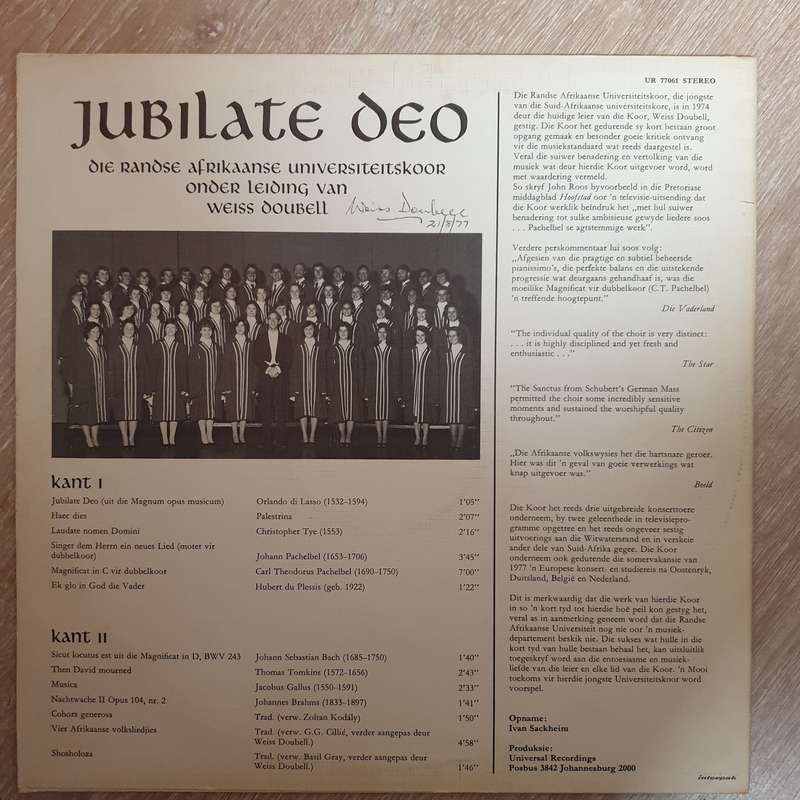 UR 77061 STEREO
JUBILATE DEO
DIE RANDSE AFRIKAANSE UNIVERSITEITSKOOR
ONDER LEIDING VAN
WEISS DOUBELL Weiss Doubell
21/8/77
KANT I
Jubilate Deo (uit die Magnum opus musicum) Orlando di Lasso (1532–1594) 1'05''
Haec dies Palestrina 2'07''
Laudate nomen Domini Christopher Tye (1553) 2'16''
Singer dem Herrn ein neues Lied (motet vir
dubbelkoor) Johann Pachelbel (1653–1706) 3'45''
Magnificat in C vir dubbelkoor Carl Theodorus Pachelbel (1690–1750) 7'00''
Ek glo in God die Vader Hubert du Plessis (geb. 1922) 1'22''
KANT II
Sicut locutus est uit die Magnificat in D, BWV 243 Johann Sebastian Bach (1685–1750) 1'40''
Then David mourned Thomas Tomkins (1572–1656) 2'43''
Musica Jacobus Gallus (1550–1591) 2'33''
Nachtwache II Opus 104, nr. 2 Johannes Brahms (1833–1897) 1'41''
Cohors generosa Trad. (verw. Zoltan Kodály) 1'50''
Vier Afrikaanse volksliedjies Trad. (verw. G.G. Cillié, verder aangepas deur
Weiss Doubell.) 4'58''
Shosholoza Trad. (verw. Basil Gray, verder aangepas deur
Weiss Doubell.) 1'46''
Die Randse Afrikaanse Universiteitskoor, die jongste
van die Suid-Afrikaanse universiteitskore, is in 1974
deur die huidige leier van die Koor, Weiss Doubell,
gestig. Die Koor het gedurende sy kort bestaan groot
opgang gemaak en besonder goeie kritiek ontvang
vir die musiekstandaard wat reeds daargestel is.
Veral die suiwer benadering en vertolking van die
musiek wat deur hierdie Koor uitgevoer word, word
met waardering vermeld.
So skryf John Roos byvoorbeeld in die Pretoriase
middagblad Hoofstad oor 'n televisie-uitsending dat
die Koor werklik beïndruk het „met hul suiwer
benadering tot sulke ambisieuse gewyde liedere soos
. . . Pachelbel se agtstemmige werk”.
Verdere perskommentaar lui soos volg:
„Afgesien van die pragtige en subtiel beheersde
pianissimo's, die perfekte balans en die uitstekende
progressie wat deurgaans gehandhaaf is, was die
moeilike Magnificat vir dubbelkoor (C.T. Pachelbel)
'n treffende hoogtepunt.”
Die Vaderland
“The individual quality of the choir is very distinct:
. . . it is highly disciplined and yet fresh and
enthusiastic . . .”
The Star
“The Sanctus from Schubert's German Mass
permitted the choir some incredibly sensitive
moments and sustained the worshipful quality
throughout.”
The Citizen
„Die Afrikaanse volkswysies het die hartsnare geroer.
Hier was dit 'n geval van goeie verwerkings wat
knap uitgevoer was.”
Beeld
Die Koor het reeds drie uitgebreide konserttoere
onderneem, by twee geleenthede in televisiepro-
gramme opgetree en het reeds ongeveer sestig
uitvoerings aan die Witwatersrand en in verskeie
ander dele van Suid-Afrika gegee. Die Koor
onderneem ook gedurende die somervakansie van
1977 'n Europese konsert- en studiereis na Oostenryk,
Duitsland, België en Nederland.
Dit is merkwaardig dat die werk van hierdie Koor
in so 'n kort tyd tot hierdie hoë peil kon gestyg het,
veral as in aanmerking geneem word dat die Randse
Afrikaanse Universiteit nog nie oor 'n musiek-
departement beskik nie. Die sukses wat hulle in die
kort tyd van hulle bestaan behaal het, kan uitsluitlik
toegeskryf word aan die entoesiasme en musiek-
liefde van die leier en elke lid van die Koor. 'n Mooi
toekoms vir hierdie jongste Universiteitskoor word
voorspel.
Opname:
Ivan Sackheim
Produksie:
Universal Recordings
Posbus 3842 Johannesburg 2000
interpak